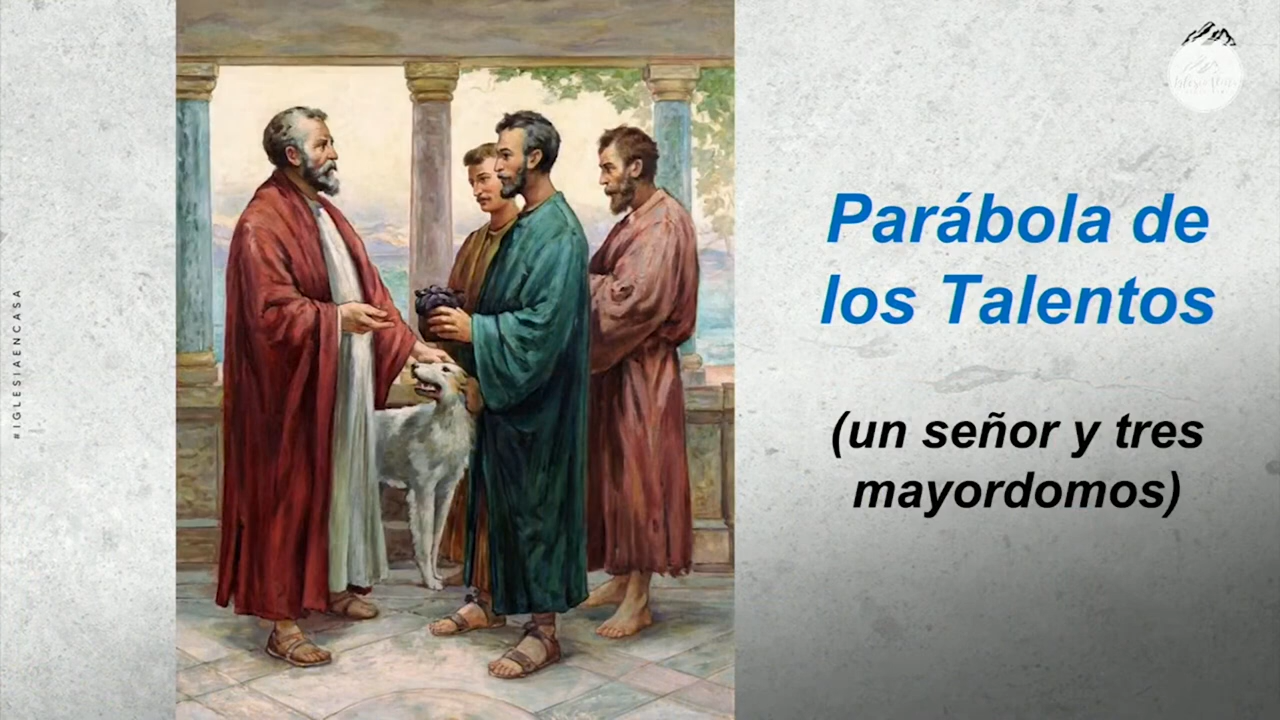 #IGLESIAENCASA
Parábola de
los Talentos
(un señor y tres
mayordomos)